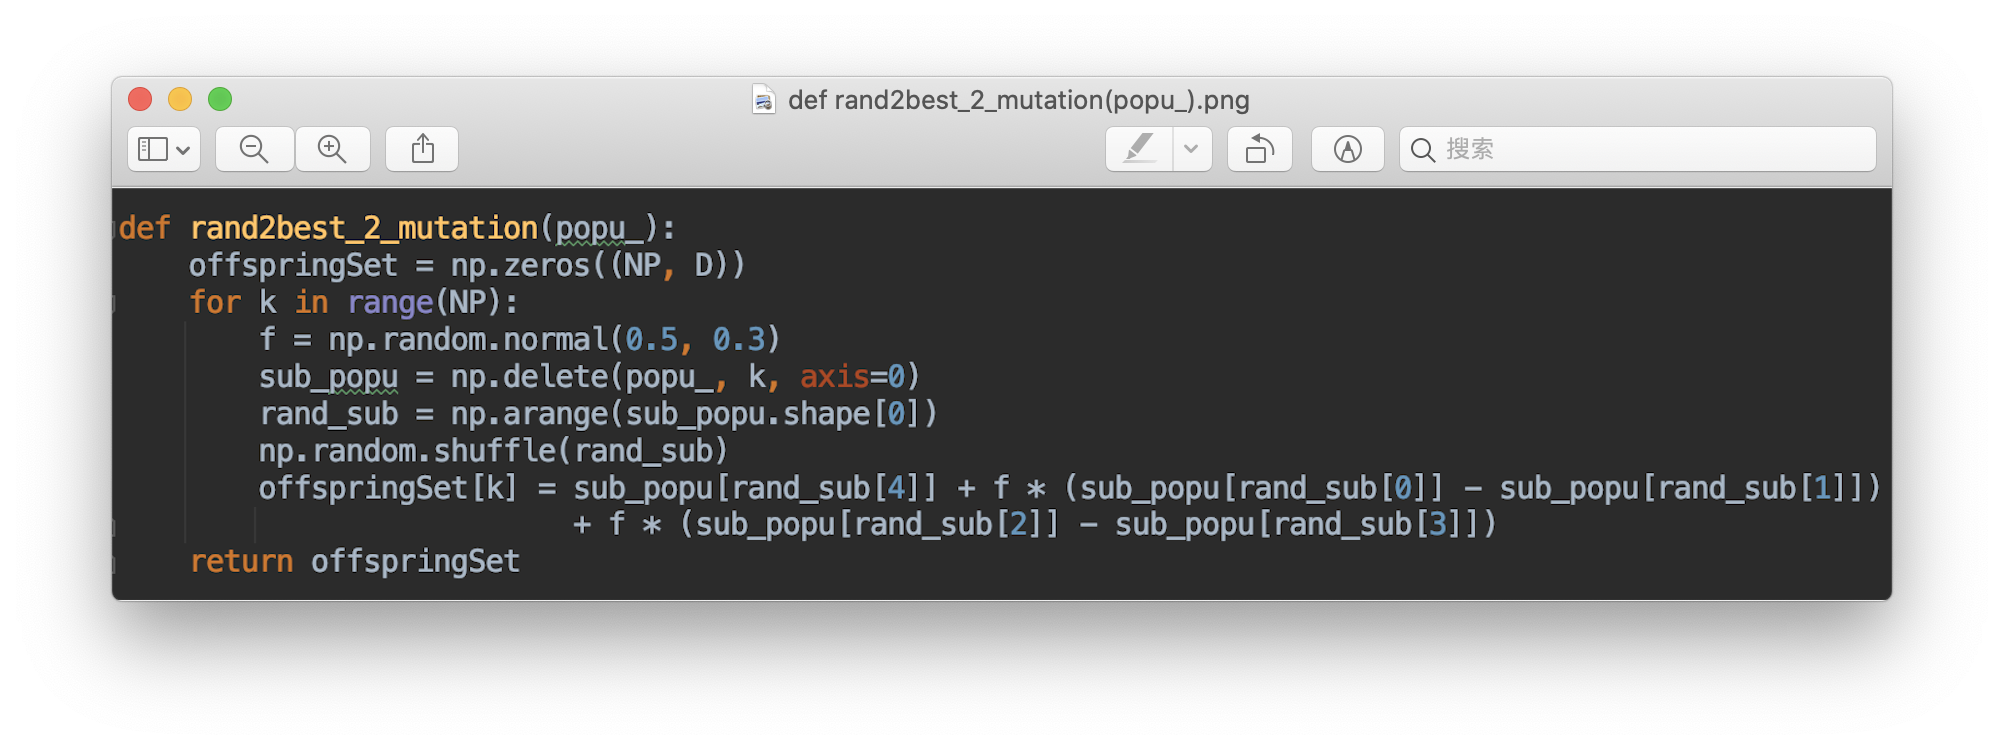 def rand2best_2_mutation(popu_).png
搜索
def rand2best_2_mutation(popu_):
    offspringSet = np.zeros((NP, D))
    for k in range(NP):
        f = np.random.normal(0.5, 0.3)
        sub_popu = np.delete(popu_, k, axis=0)
        rand_sub = np.arange(sub_popu.shape[0])
        np.random.shuffle(rand_sub)
        offspringSet[k] = sub_popu[rand_sub[4]] + f * (sub_popu[rand_sub[0]] - sub_popu[rand_sub[1]])
                          + f * (sub_popu[rand_sub[2]] - sub_popu[rand_sub[3]])
    return offspringSet